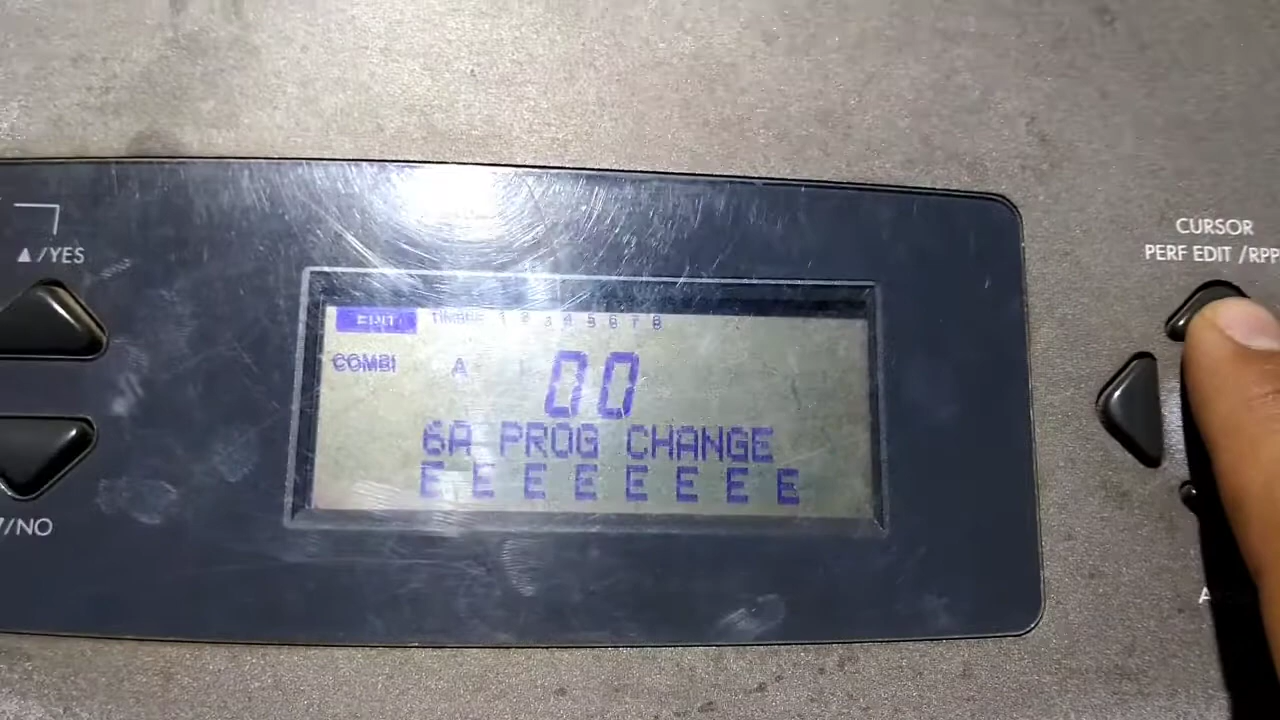 ▲/YES
CURSOR
PERF EDIT /RPP
EDIT TIMBRE 1 2 3 4 5 6 7 8
COMBI A 00
6A PROG CHANGE
E E E E E E E E
/NO